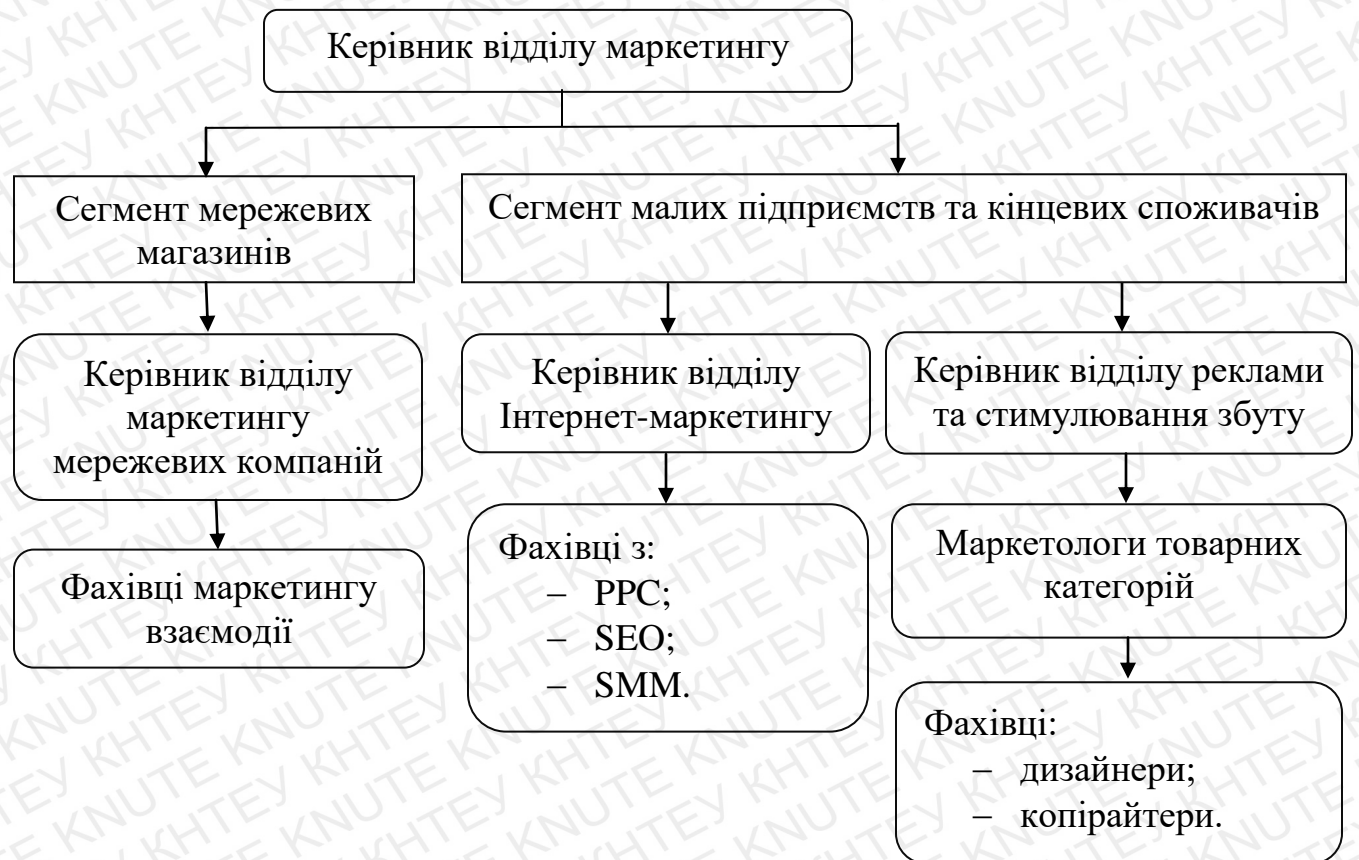 Керівник відділу маркетингу
Сегмент мережевих
магазинів
Сегмент малих підприємств та кінцевих споживачів
Керівник відділу
маркетингу
мережевих компаній
Керівник відділу
Інтернет-маркетингу
Керівник відділу реклами
та стимулювання збуту
Фахівці маркетингу
взаємодії
Фахівці з:
– PPC;
– SEO;
– SMM.
Маркетологи товарних
категорій
Фахівці:
– дизайнери;
– копірайтери.
KNUTE КНТЕУ